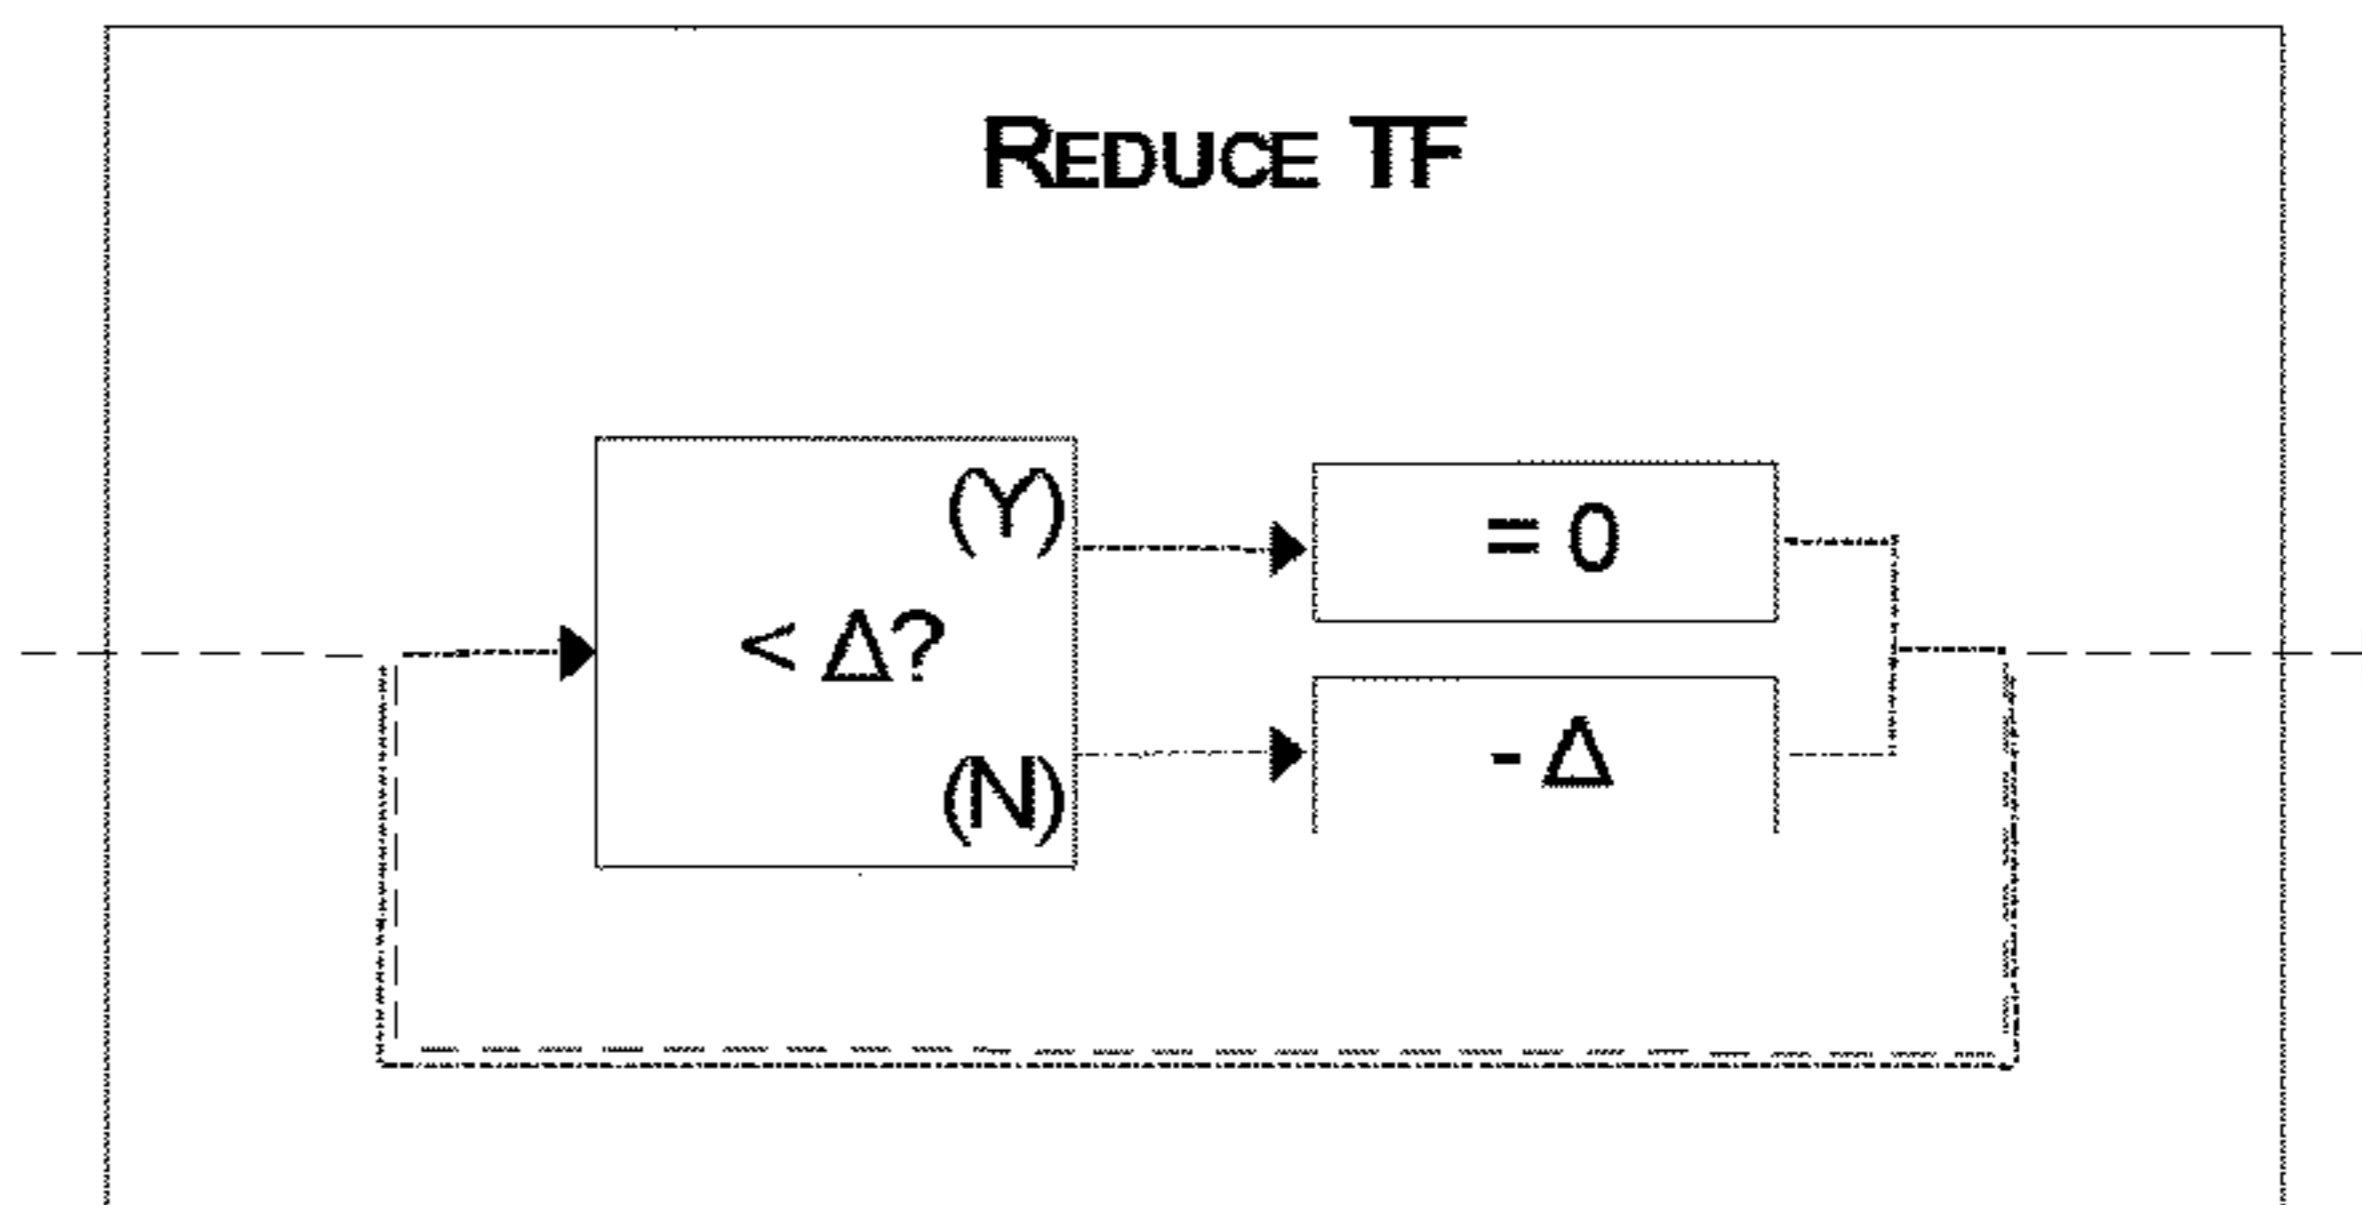 REDUCE TF
(Y)
= 0
< Δ?
- Δ
(N)